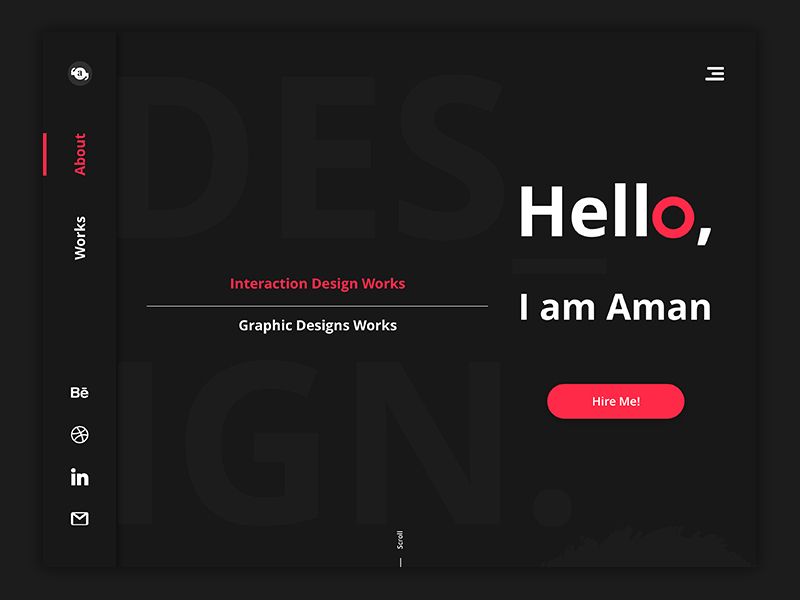 About
Works
Bē
in
DES
IGN.
Interaction Design Works
Graphic Designs Works
Hello,
I am Aman
Hire Me!
Scroll